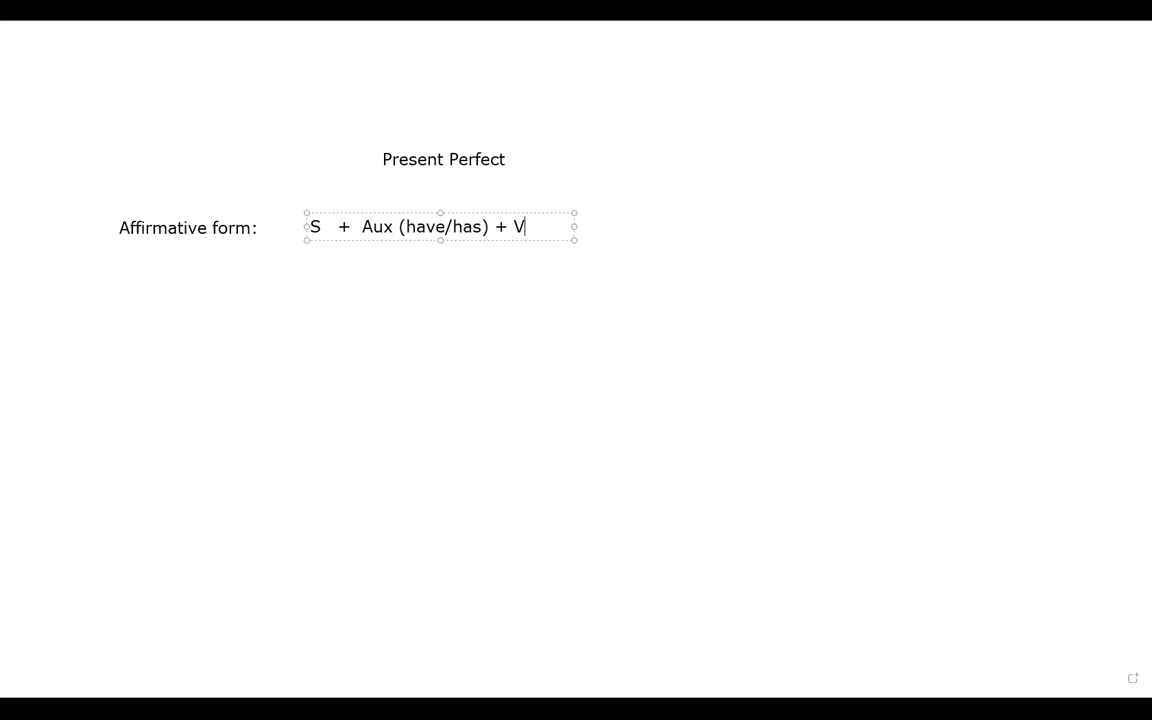 Present Perfect
Affirmative form: S + Aux (have/has) + V